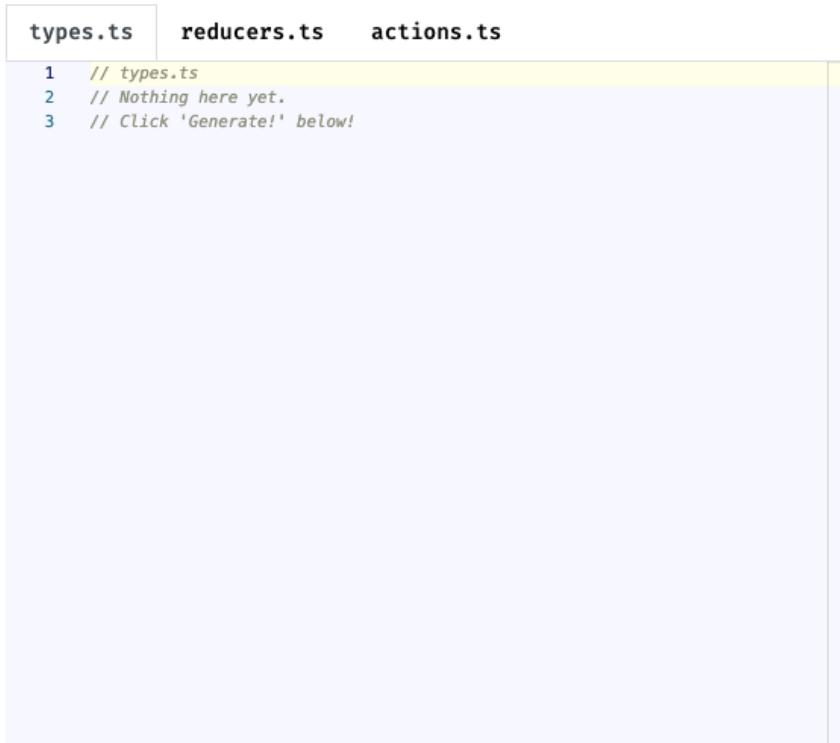 types.ts reducers.ts actions.ts
1 // types.ts
2 // Nothing here yet.
3 // Click 'Generate!' below!